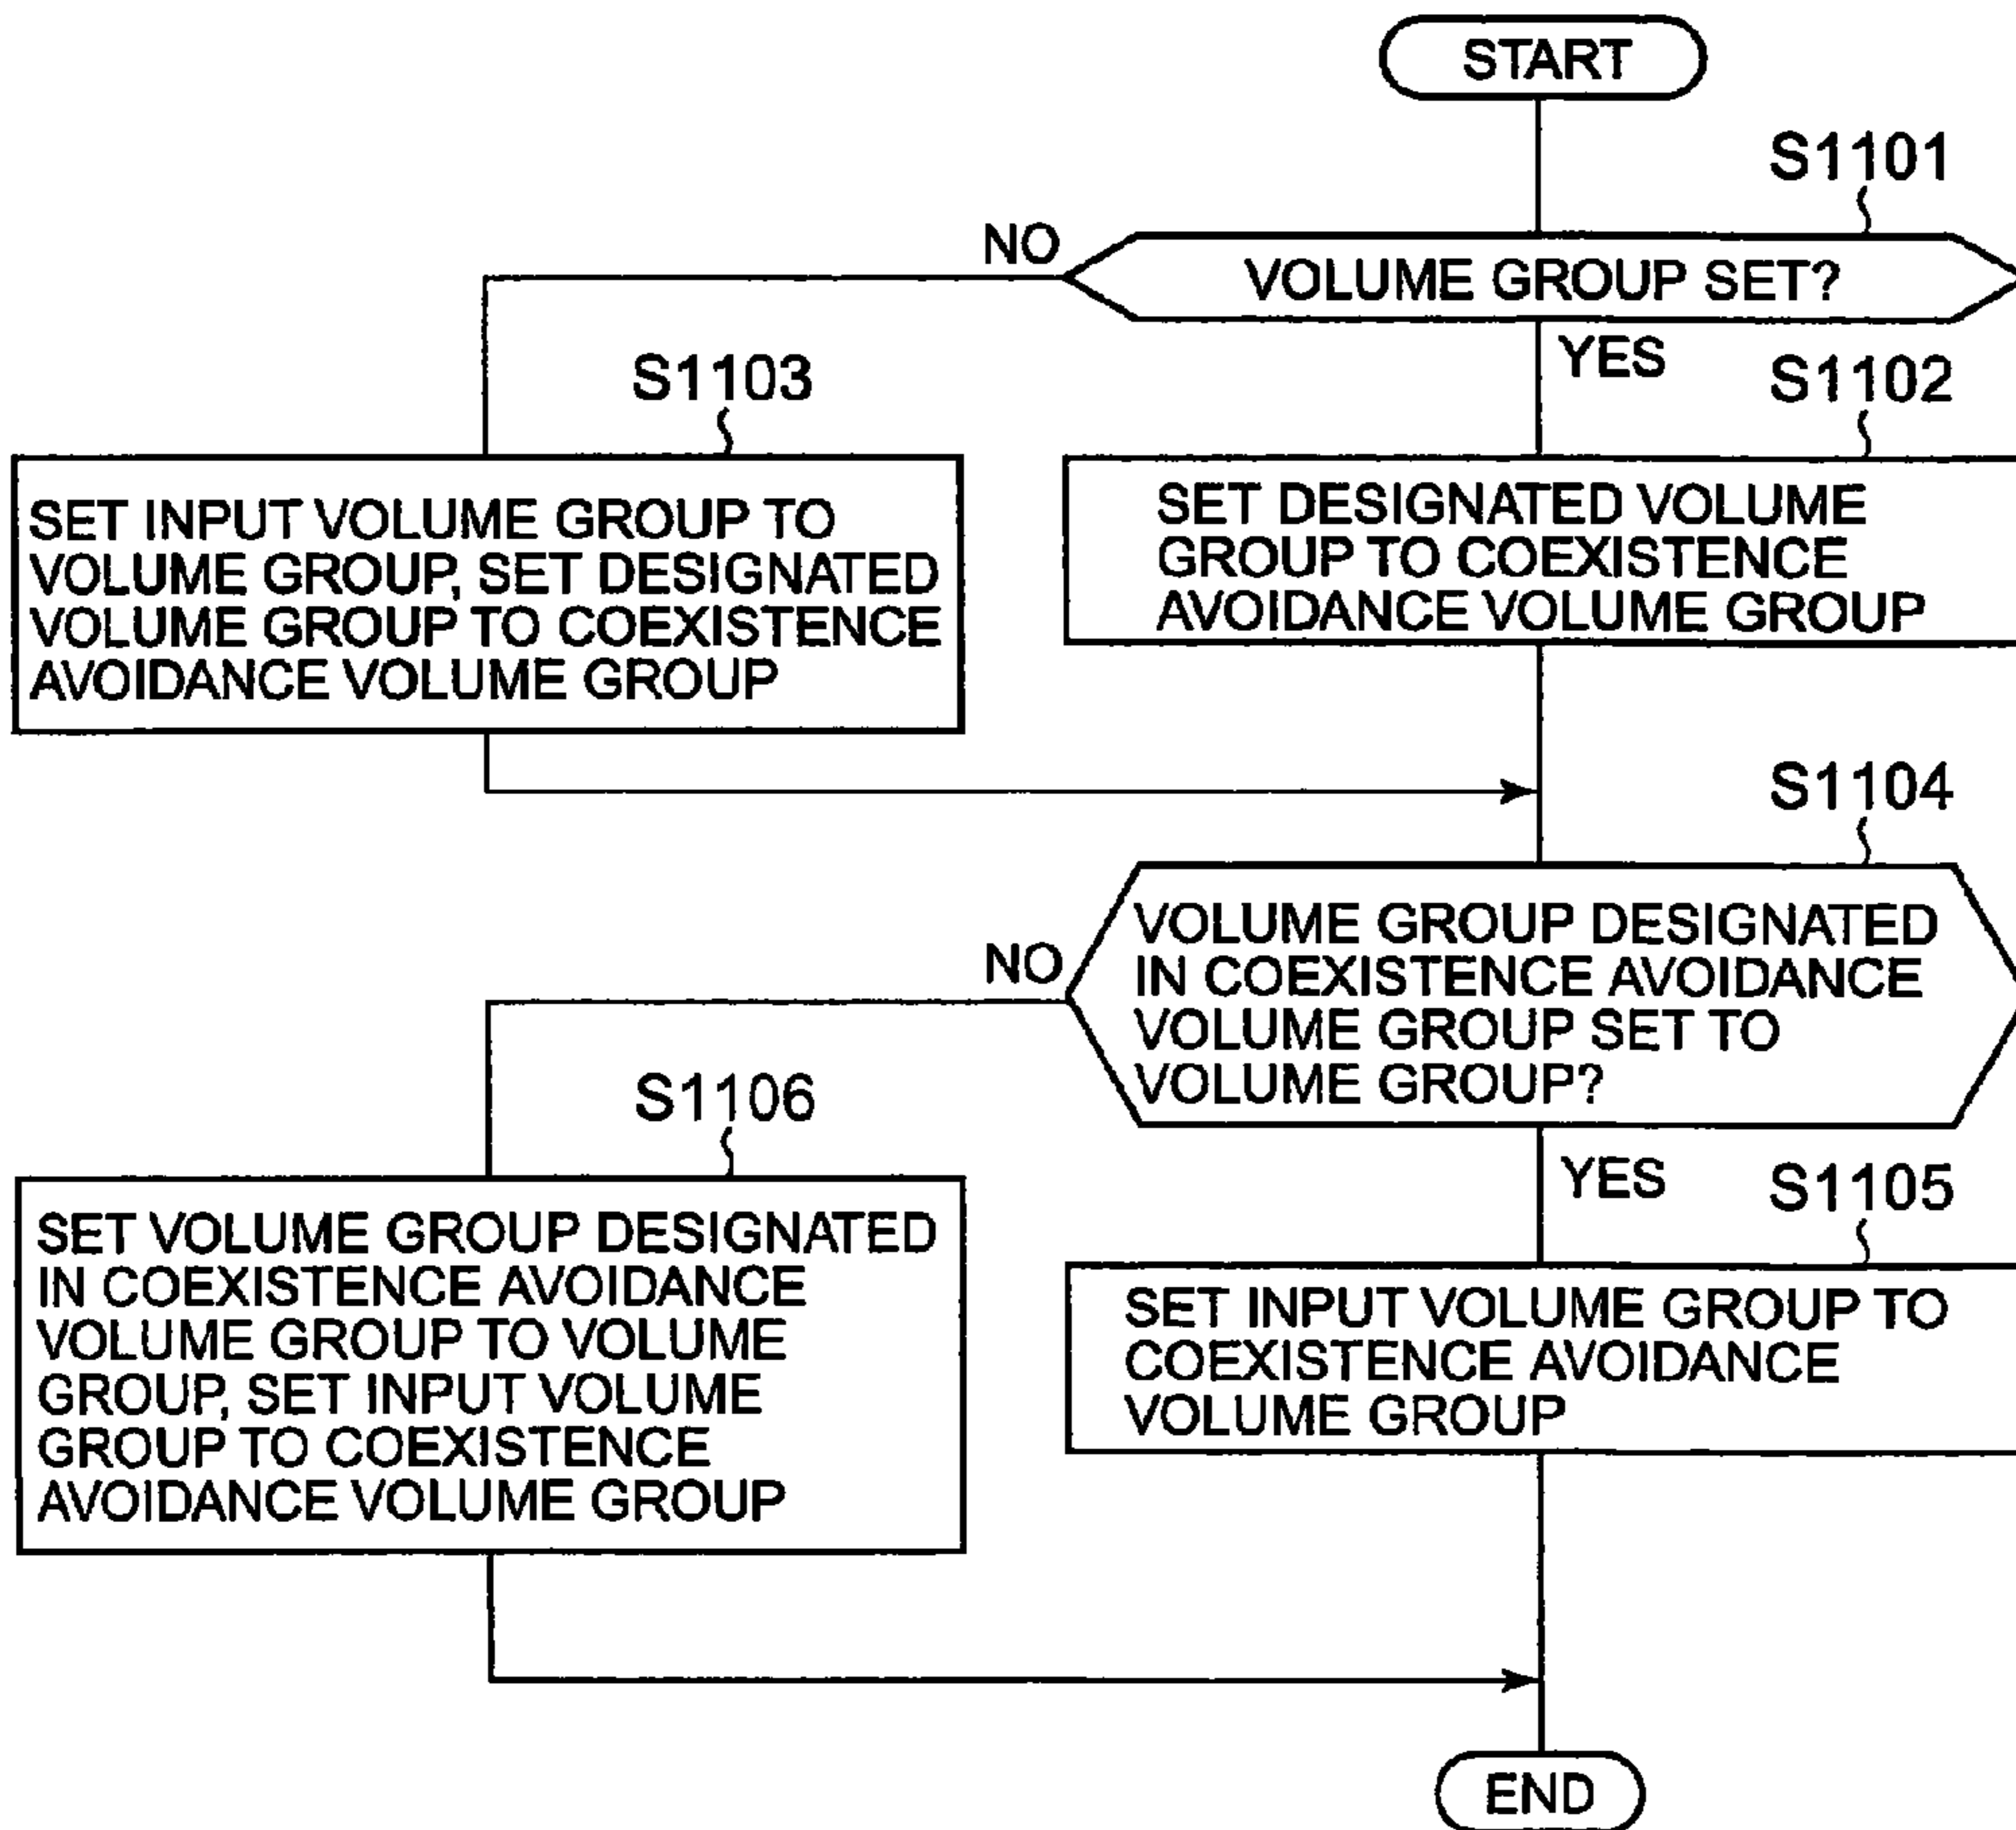 START
S1101
NO
VOLUME GROUP SET?
YES
S1103
S1102
SET INPUT VOLUME GROUP TO
VOLUME GROUP, SET DESIGNATED
VOLUME GROUP TO COEXISTENCE
AVOIDANCE VOLUME GROUP
SET DESIGNATED VOLUME
GROUP TO COEXISTENCE
AVOIDANCE VOLUME GROUP
S1104
NO
VOLUME GROUP DESIGNATED
IN COEXISTENCE AVOIDANCE
VOLUME GROUP SET TO
VOLUME GROUP?
S1106
YES
S1105
SET VOLUME GROUP DESIGNATED
IN COEXISTENCE AVOIDANCE
VOLUME GROUP TO VOLUME
GROUP, SET INPUT VOLUME
GROUP TO COEXISTENCE
AVOIDANCE VOLUME GROUP
SET INPUT VOLUME GROUP TO
COEXISTENCE AVOIDANCE
VOLUME GROUP
END